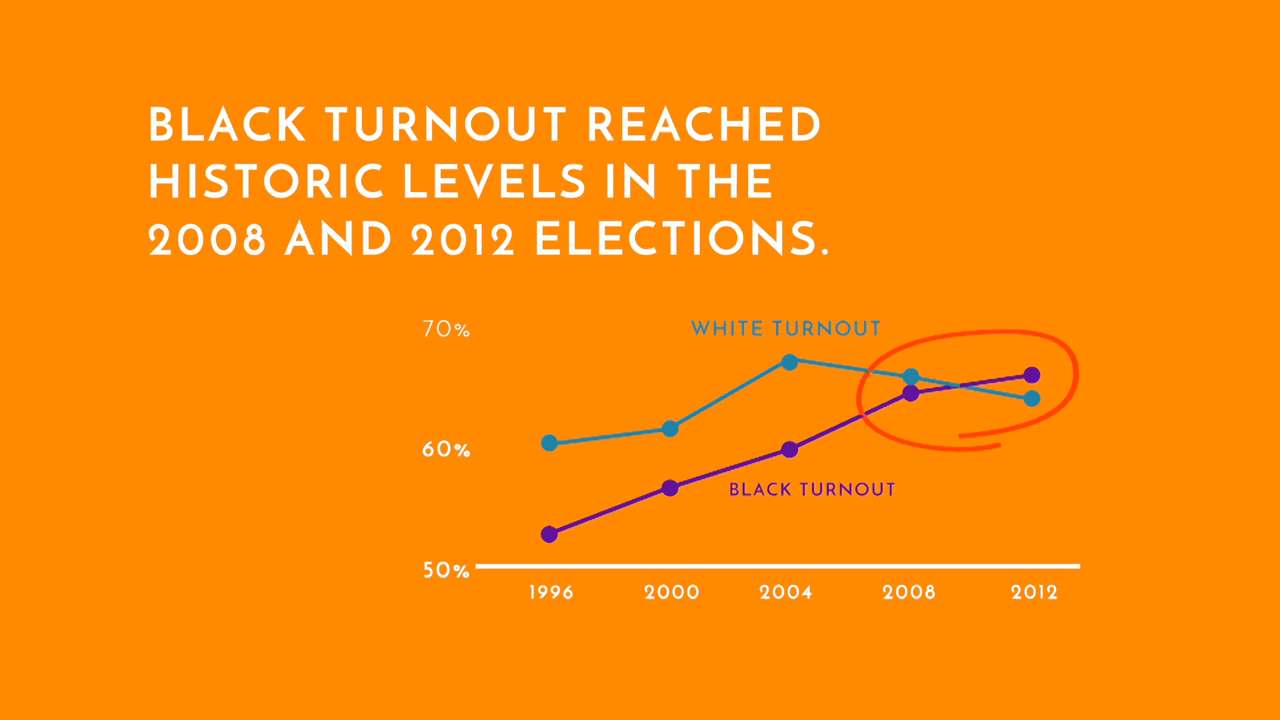 BLACK TURNOUT REACHED
HISTORIC LEVELS IN THE
2008 AND 2012 ELECTIONS.
70%
WHITE TURNOUT
60%
BLACK TURNOUT
50%
1996 2000 2004 2008 2012